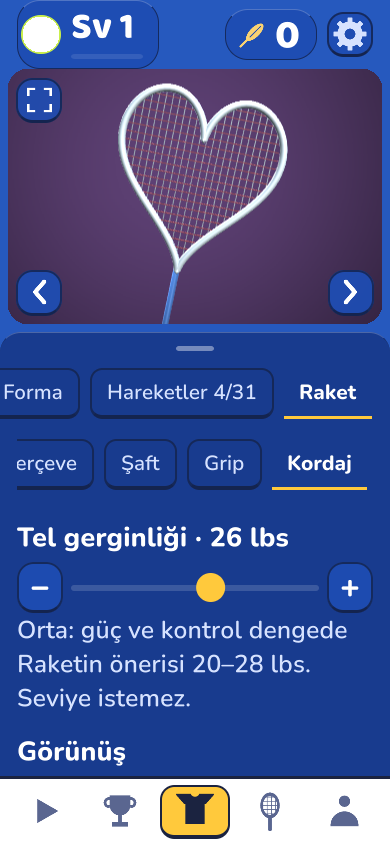 Sv 1
0
Forma
Hareketler 4/31
Raket
erçeve
Şaft
Grip
Kordaj
Tel gerginliği · 26 lbs
Orta: güç ve kontrol dengede
Raketin önerisi 20–28 lbs.
Seviye istemez.
Görünüş